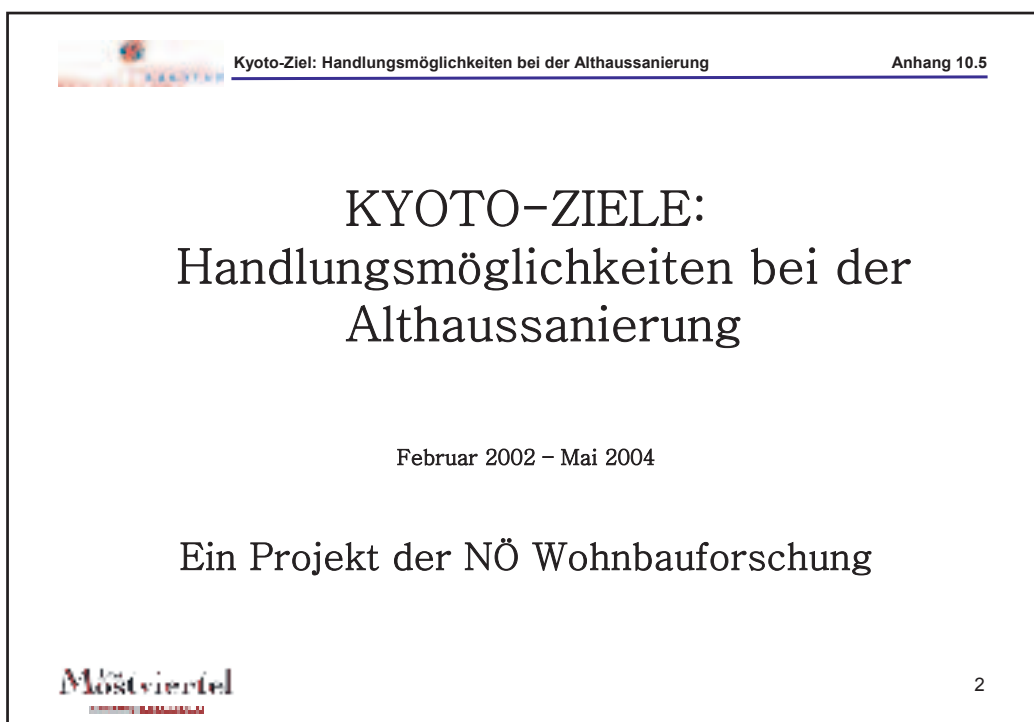 Kyoto-Ziel: Handlungsmöglichkeiten bei der Althaussanierung Anhang 10.5
KYOTO-ZIELE:
Handlungsmöglichkeiten bei der
Althaussanierung
Februar 2002 – Mai 2004
Ein Projekt der NÖ Wohnbauforschung
Mostviertel
2